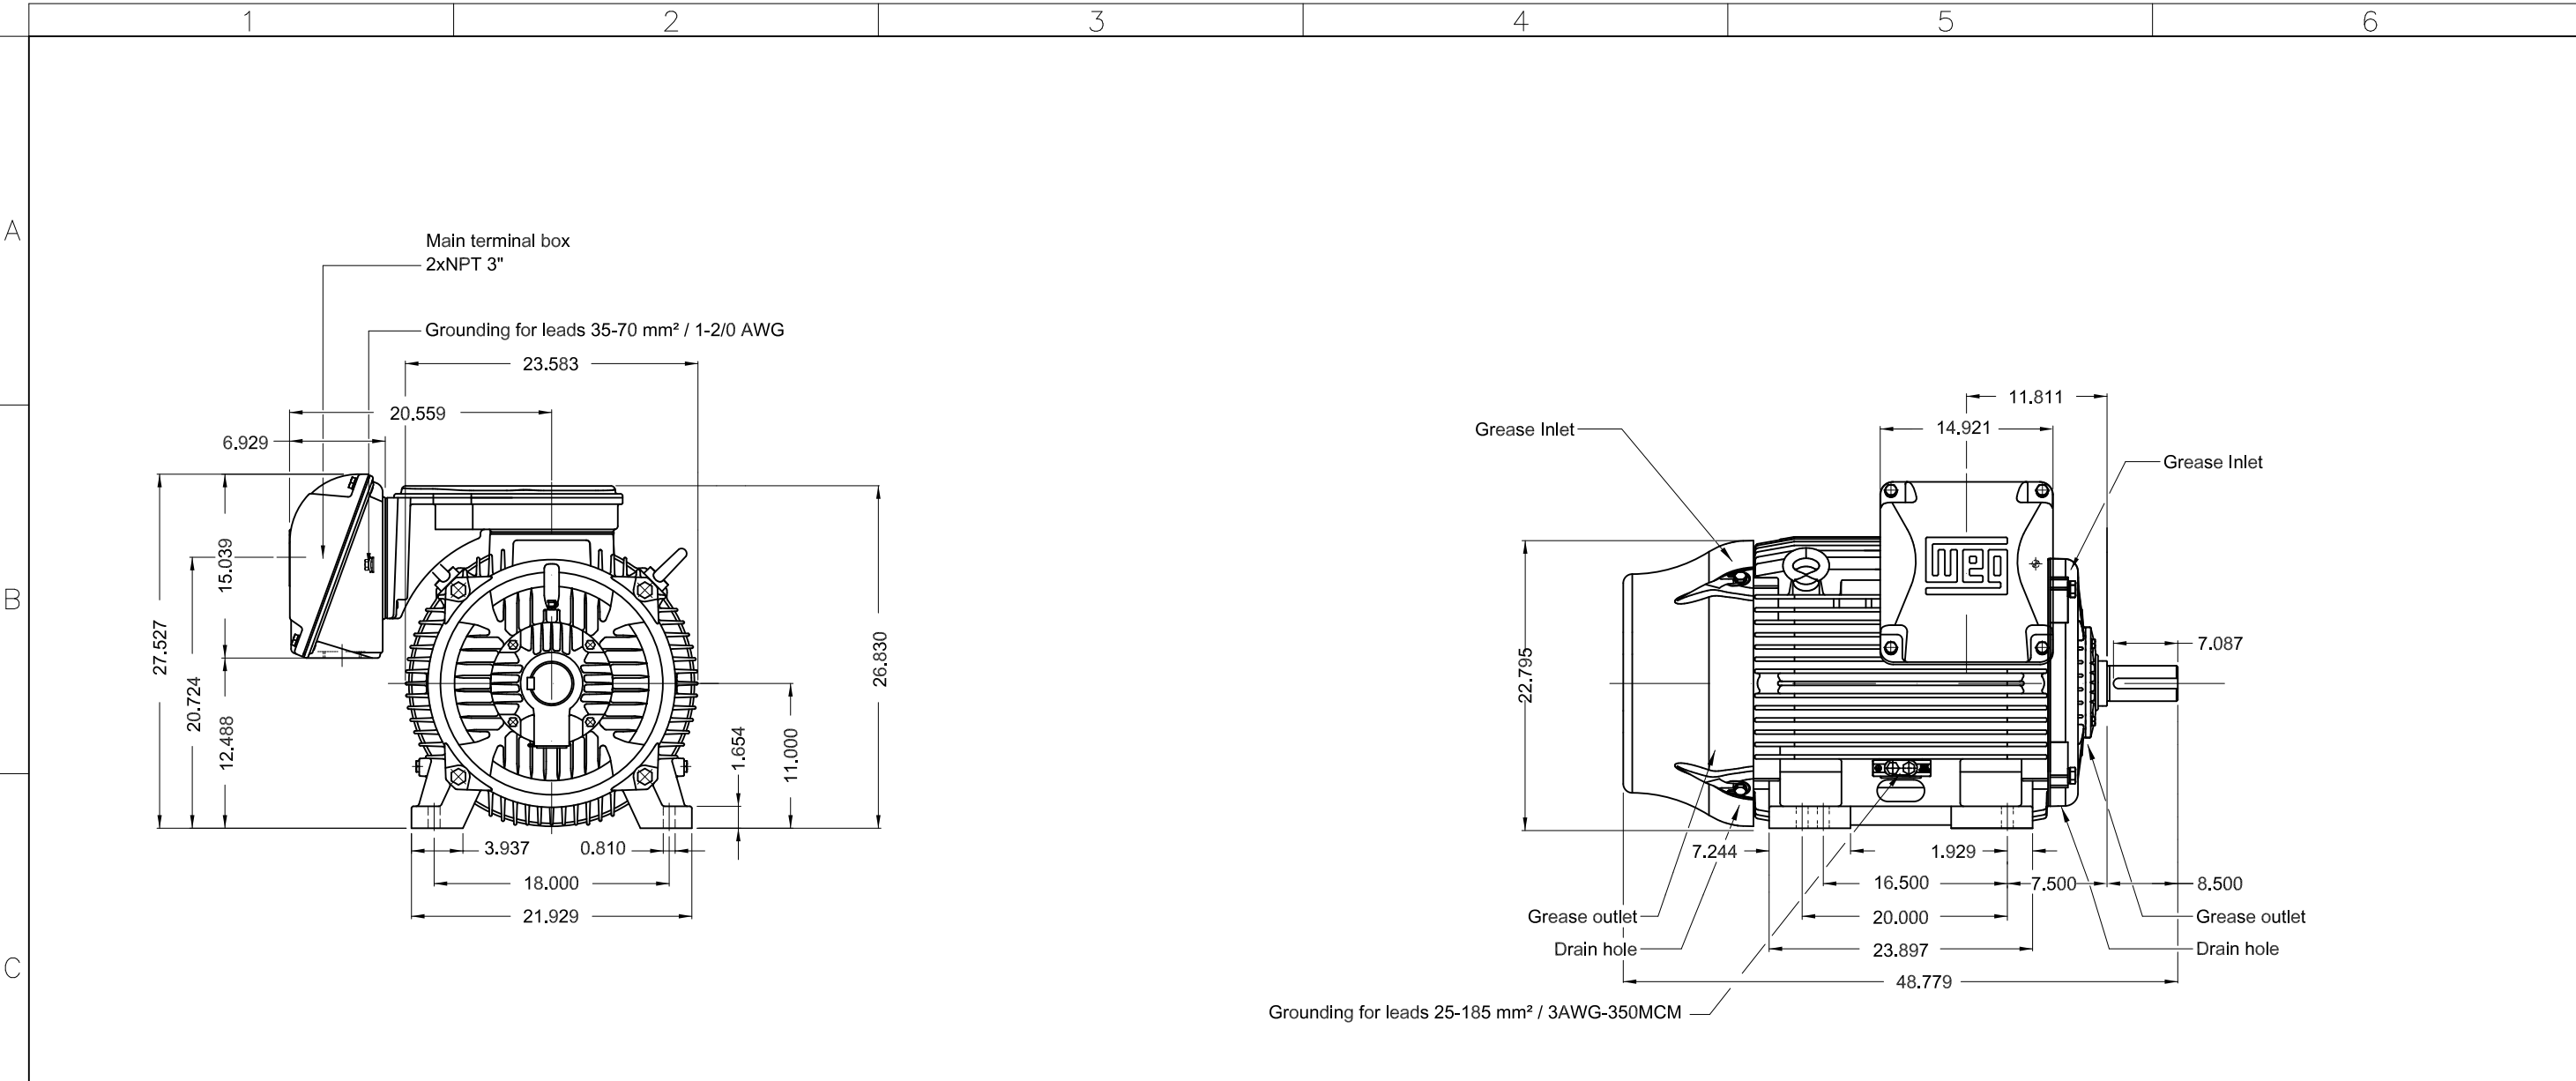 1
2
3
4
5
6
A
B
C
Main terminal box
2xNPT 3"
Grounding for leads 35-70 mm² / 1-2/0 AWG
23.583
20.559
6.929
27.527
20.724
15.039
12.488
26.830
11.000
1.654
3.937
0.810
18.000
21.929
11.811
14.921
Grease Inlet
Grease Inlet
WEG
22.795
7.087
7.244
1.929
16.500
7.500
8.500
Grease outlet
20.000
Grease outlet
Drain hole
23.897
Drain hole
48.779
Grounding for leads 25-185 mm² / 3AWG-350MCM